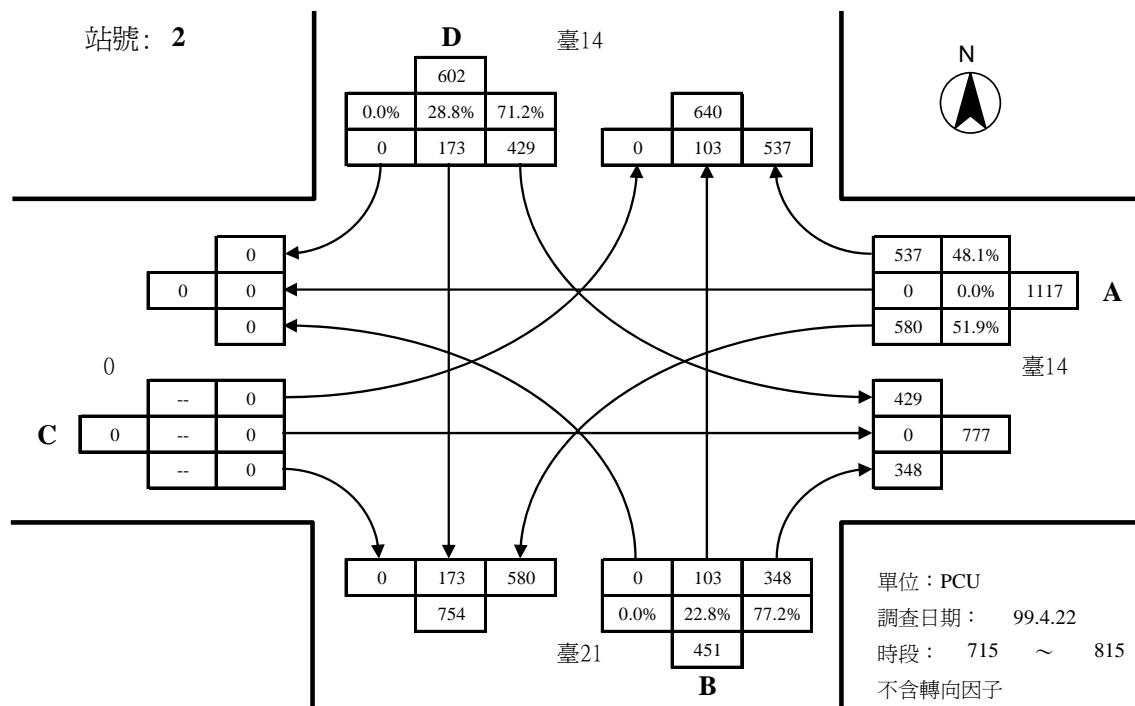 站號: 2
D
臺14
N
602
0.0% 28.8% 71.2%
0 173 429
640
0 103 537
0
0 0
0
537 48.1%
0 0.0% 1117
580 51.9%
A
0
臺14
-- 0
C 0 -- 0
-- 0
429
0 777
348
0 173 580
754
0 103 348
0.0% 22.8% 77.2%
451
臺21
B
單位：PCU
調查日期： 99.4.22
時段： 715 ～ 815
不含轉向因子